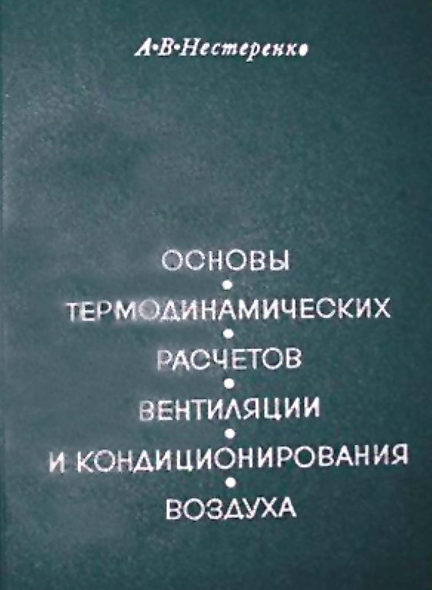 А·В·Нестеренко
ОСНОВЫ
ТЕРМОДИНАМИЧЕСКИХ
РАСЧЕТОВ
ВЕНТИЛЯЦИИ
И КОНДИЦИОНИРОВАНИЯ
ВОЗДУХА